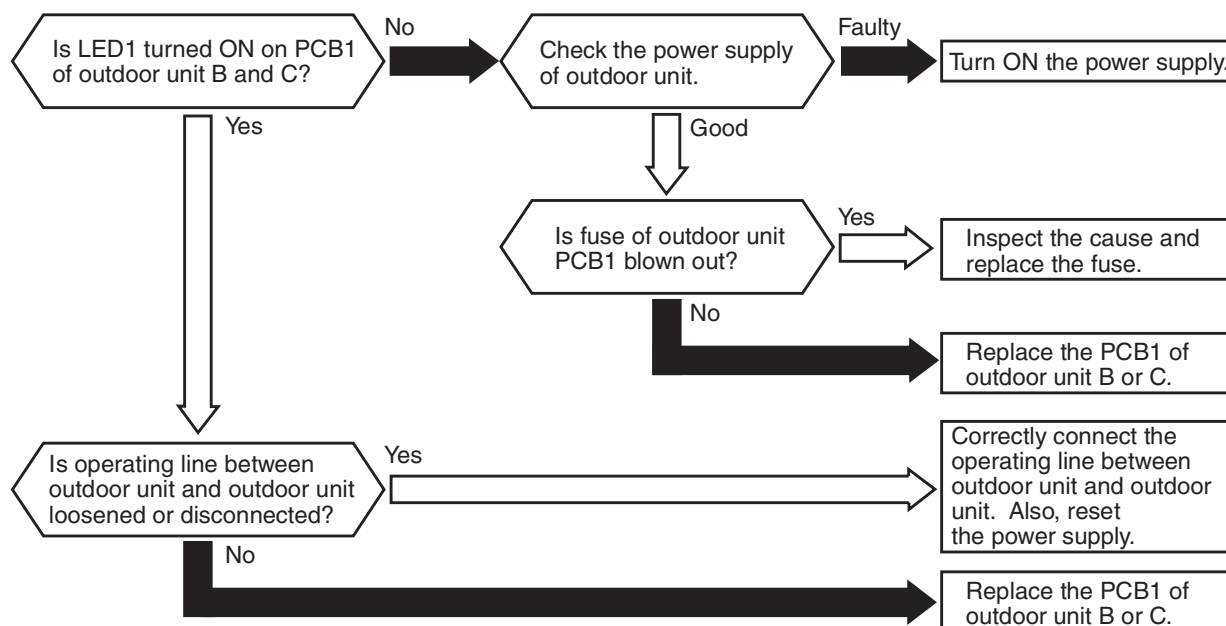 Is LED1 turned ON on PCB1
of outdoor unit B and C?
No
Check the power supply
of outdoor unit.
Faulty
Turn ON the power supply.
Yes
Good
Is fuse of outdoor unit
PCB1 blown out?
Yes
Inspect the cause and
replace the fuse.
No
Replace the PCB1 of
outdoor unit B or C.
Is operating line between
outdoor unit and outdoor unit
loosened or disconnected?
Yes
Correctly connect the
operating line between
outdoor unit and outdoor
unit. Also, reset
the power supply.
No
Replace the PCB1 of
outdoor unit B or C.